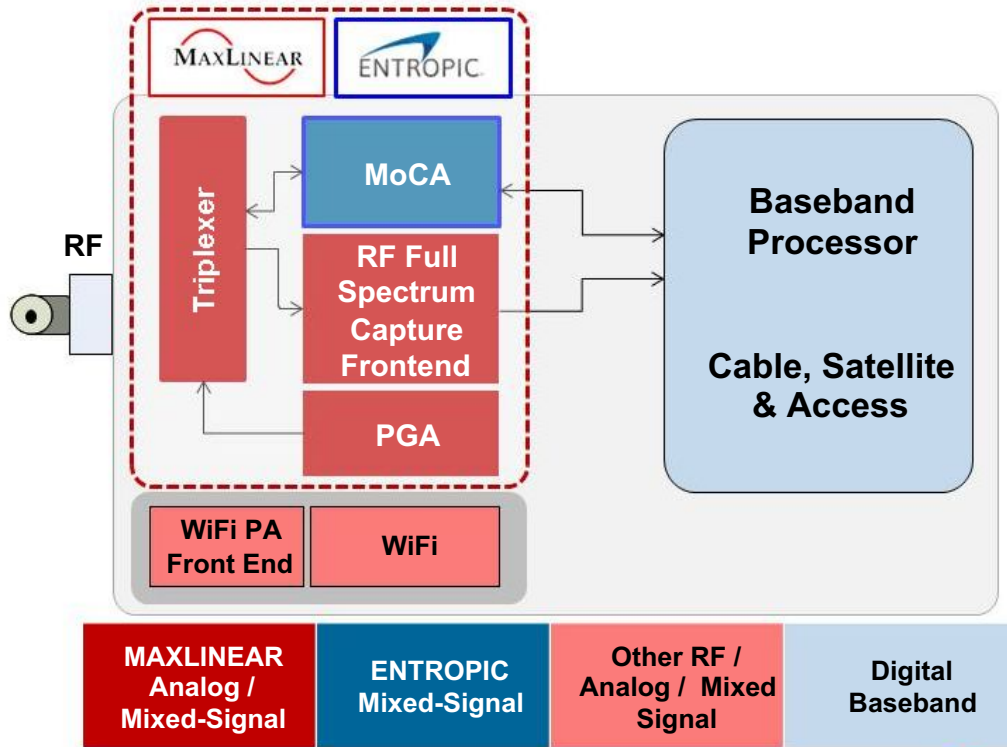 MAXLINEAR
ENTROPIC
RF
Triplexer
MoCA
RF Full
Spectrum
Capture
Frontend
PGA
Baseband
Processor
Cable, Satellite
& Access
WiFi PA
Front End
WiFi
MAXLINEAR
Analog /
Mixed-Signal
ENTROPIC
Mixed-Signal
Other RF /
Analog / Mixed
Signal
Digital
Baseband